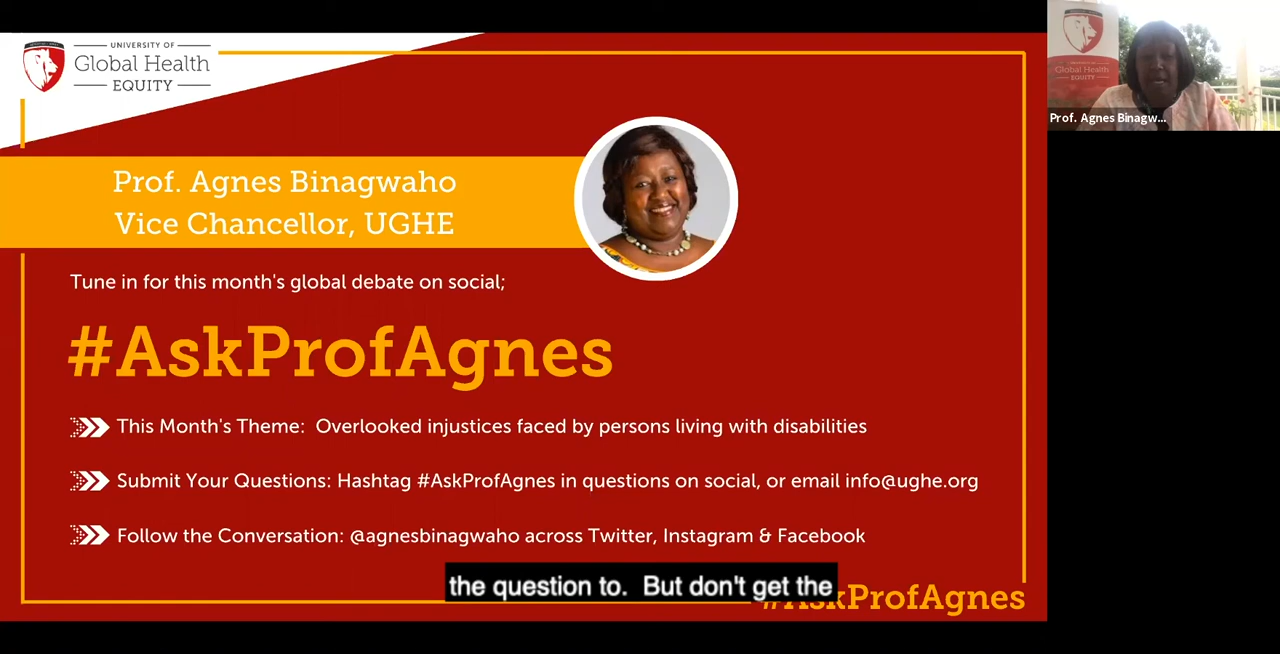 UNIVERSITY OF
Global Health
EQUITY
Prof. Agnes Binagwaho
Vice Chancellor, UGHE
Tune in for this month's global debate on social;
#AskProfAgnes
This Month's Theme: Overlooked injustices faced by persons living with disabilities
Submit Your Questions: Hashtag #AskProfAgnes in questions on social, or email info@ughe.org
Follow the Conversation: @agnesbinagwaho across Twitter, Instagram & Facebook
the question to. But don't get the
#AskProfAgnes
Global Health
EQUITY
Prof. Agnes Binagw...